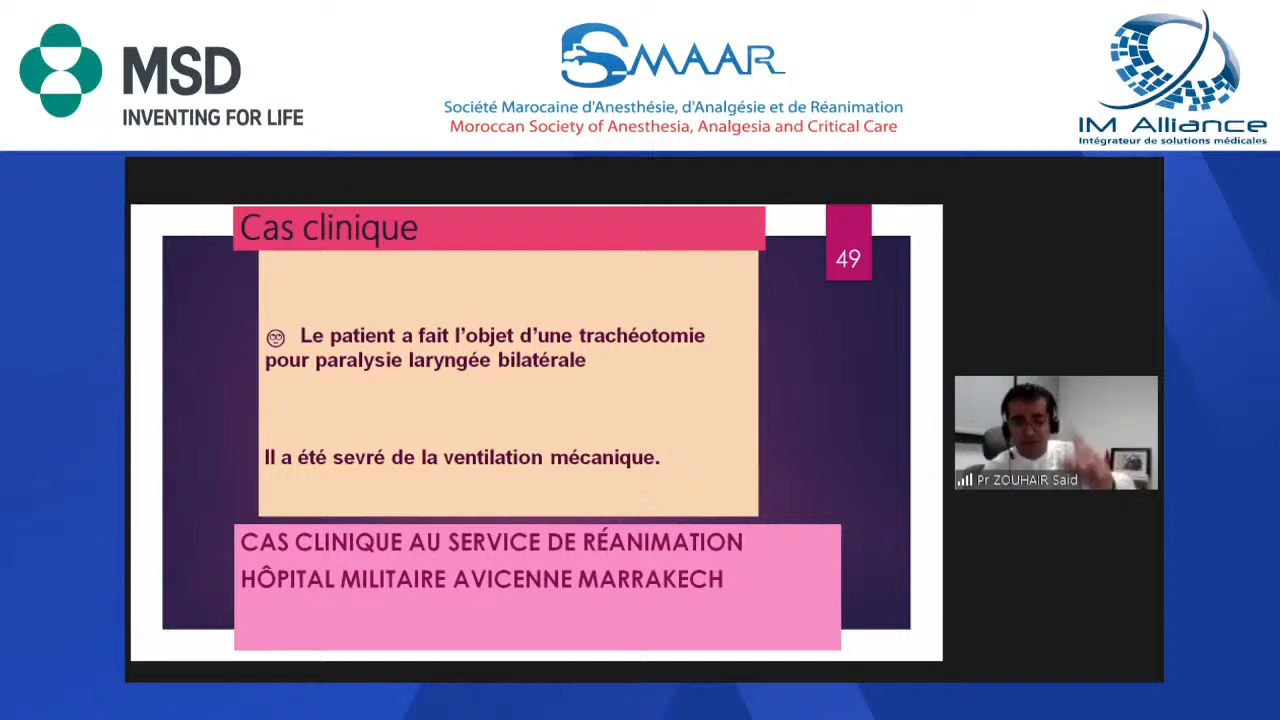 MSD
INVENTING FOR LIFE
SMAAR
Société Marocaine d'Anesthésie, d'Analgésie et de Réanimation
Moroccan Society of Anesthesia, Analgesia and Critical Care
IM Alliance
Intégrateur de solutions médicales
Cas clinique
49
Le patient a fait l’objet d’une trachéotomie
pour paralysie laryngée bilatérale
Il a été sevré de la ventilation mécanique.
CAS CLINIQUE AU SERVICE DE RÉANIMATION
HÔPITAL MILITAIRE AVICENNE MARRAKECH
Pr ZOUHAIR Said